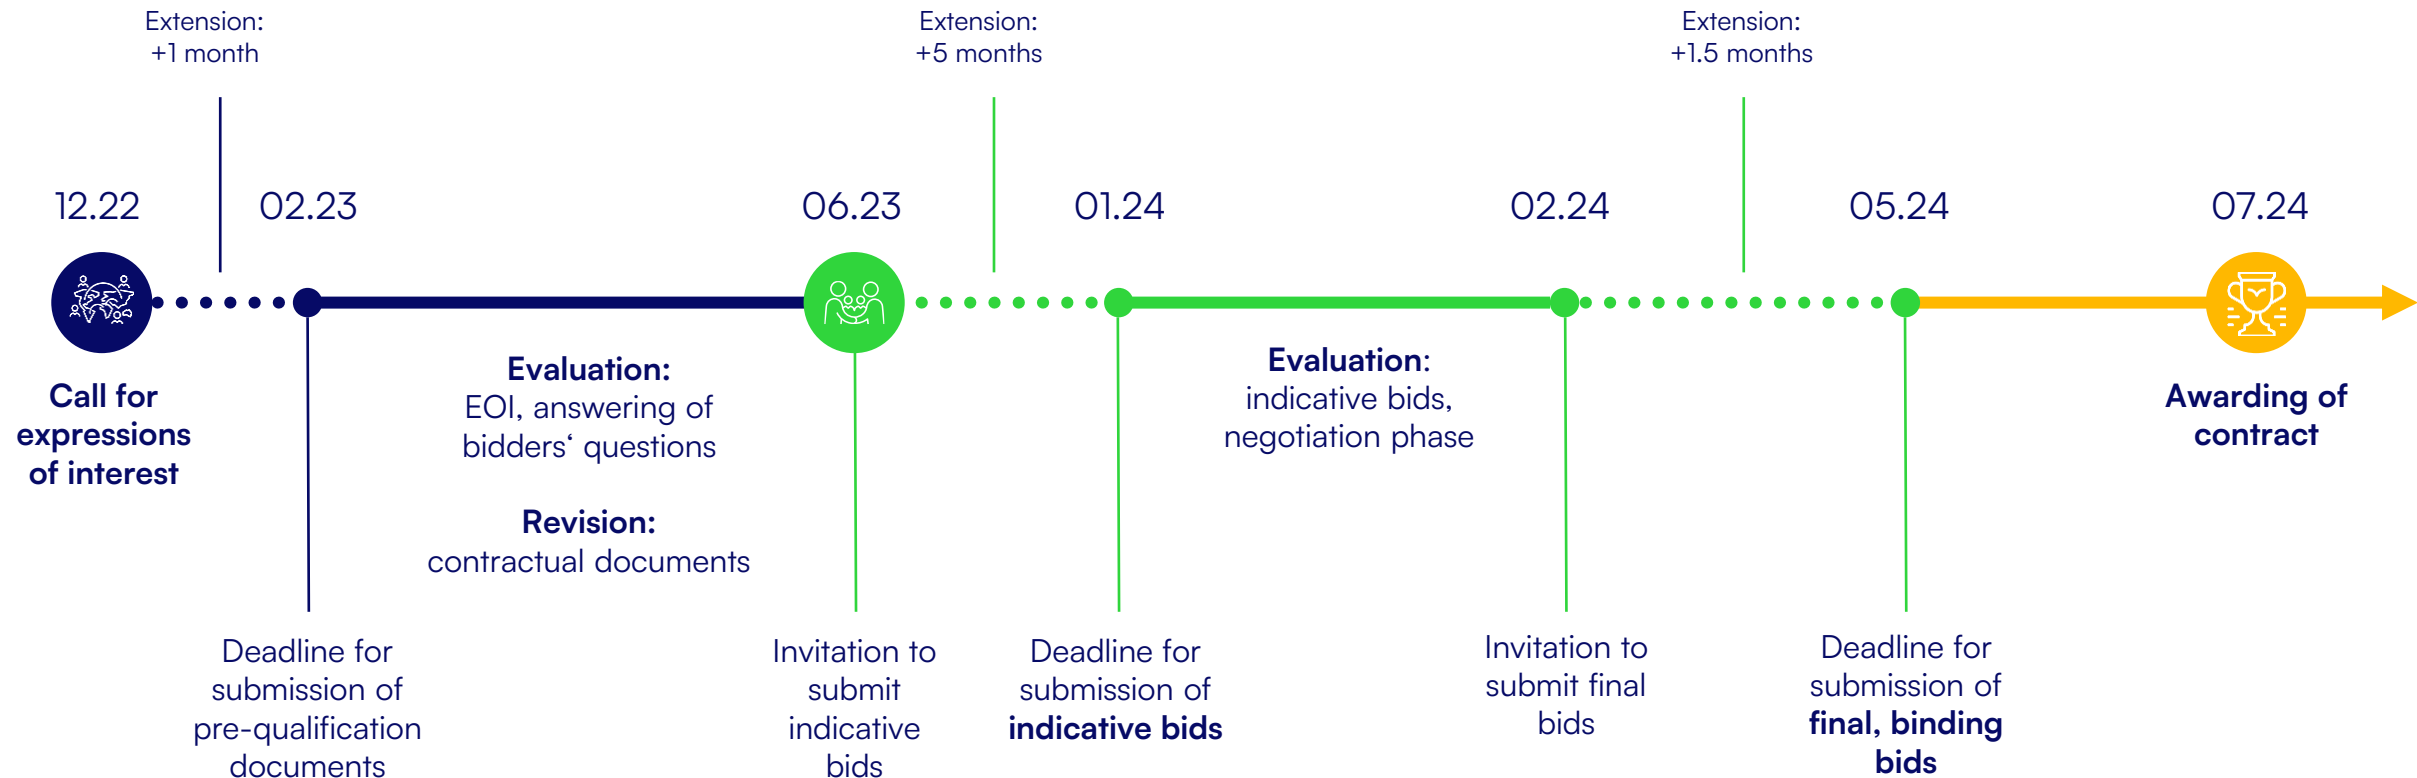 Extension:
+1 month
Extension:
+5 months
Extension:
+1.5 months
12.22
02.23
06.23
01.24
02.24
05.24
07.24
Call for
expressions
of interest
Evaluation:
EOI, answering of
bidders‘ questions
Revision:
contractual documents
Evaluation:
indicative bids,
negotiation phase
Awarding of
contract
Deadline for
submission of
pre-qualification
documents
Invitation to
submit
indicative
bids
Deadline for
submission of
indicative bids
Invitation to
submit final
bids
Deadline for
submission of
final, binding
bids